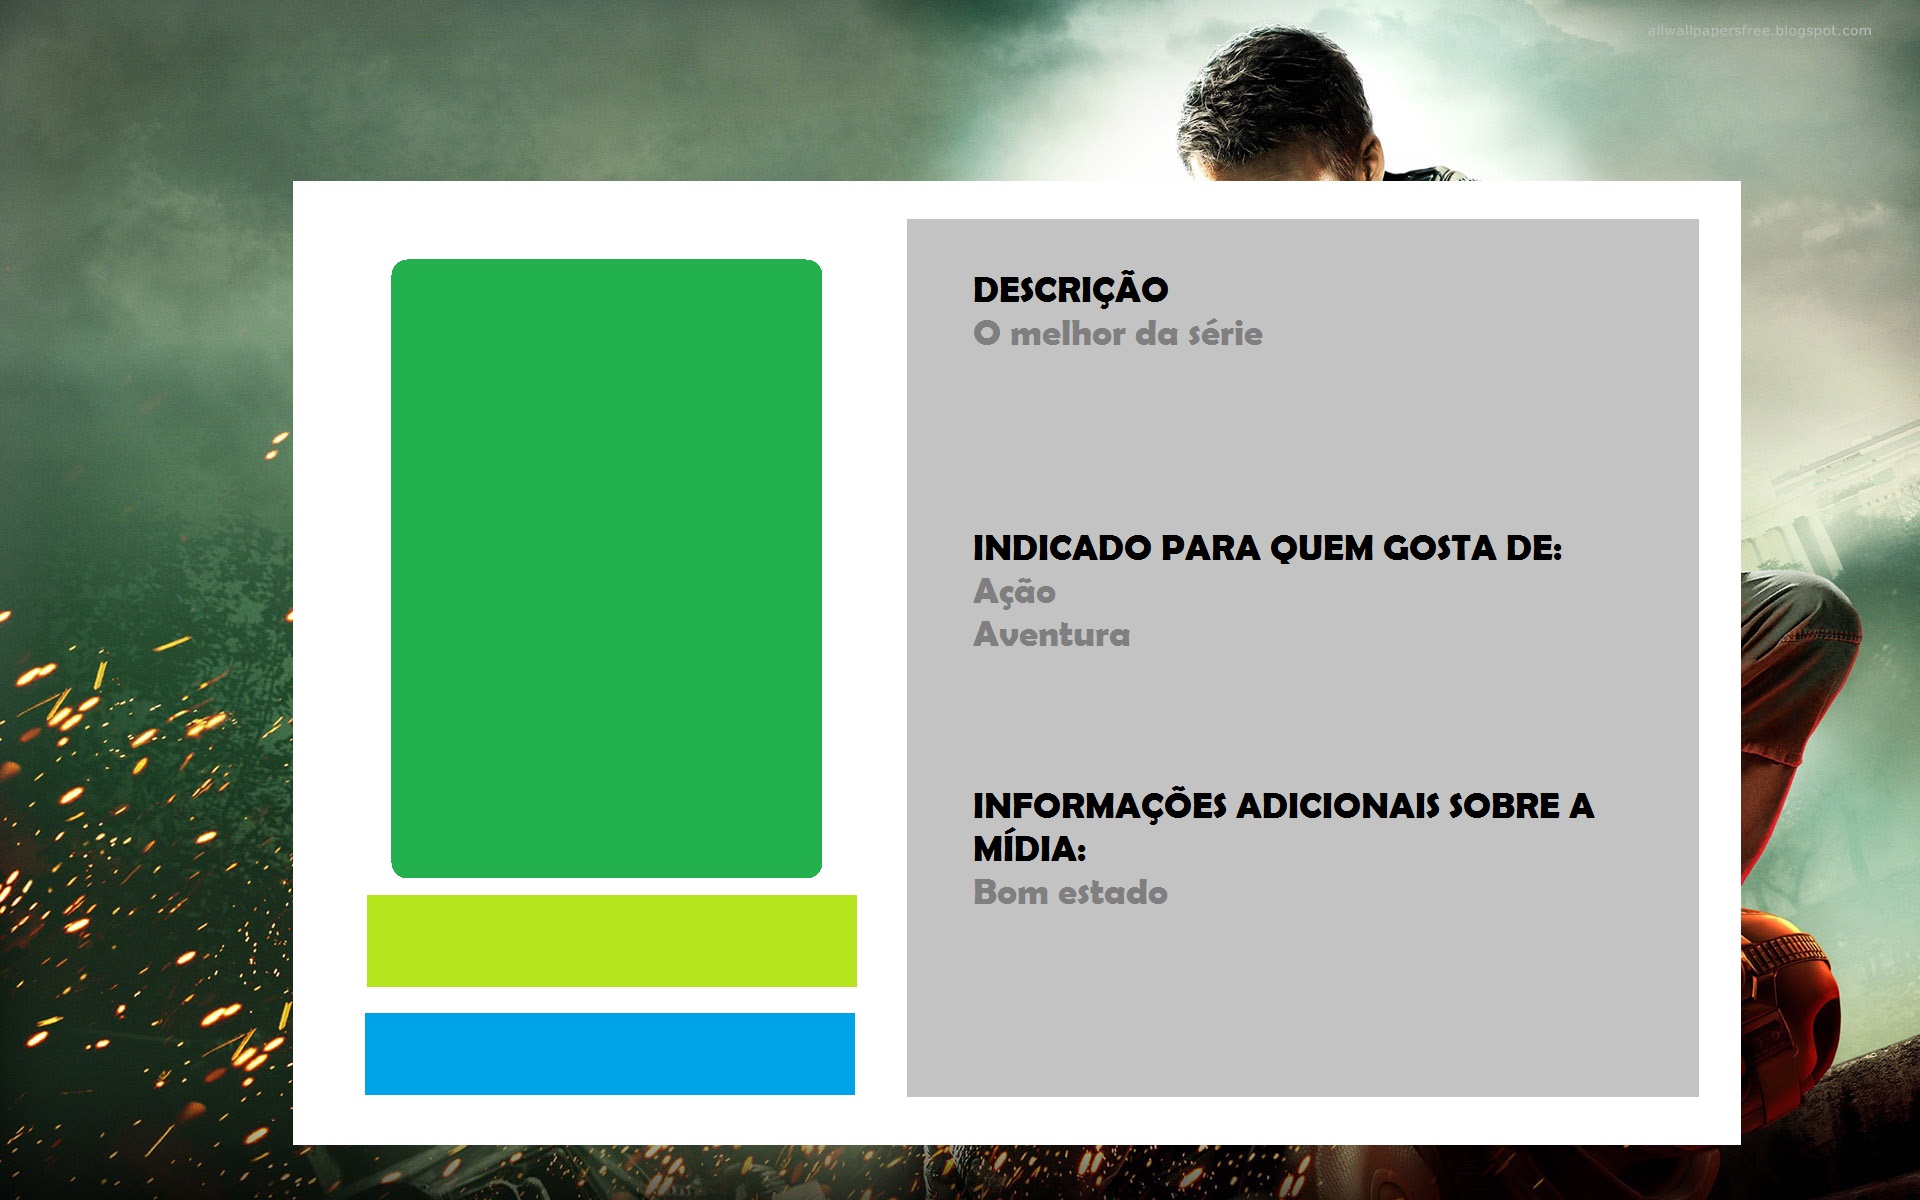 allwallpapersfree.blogspot.com
DESCRIÇÃO
O melhor da série
INDICADO PARA QUEM GOSTA DE:
Ação
Aventura
INFORMAÇÕES ADICIONAIS SOBRE A
MÍDIA:
Bom estado